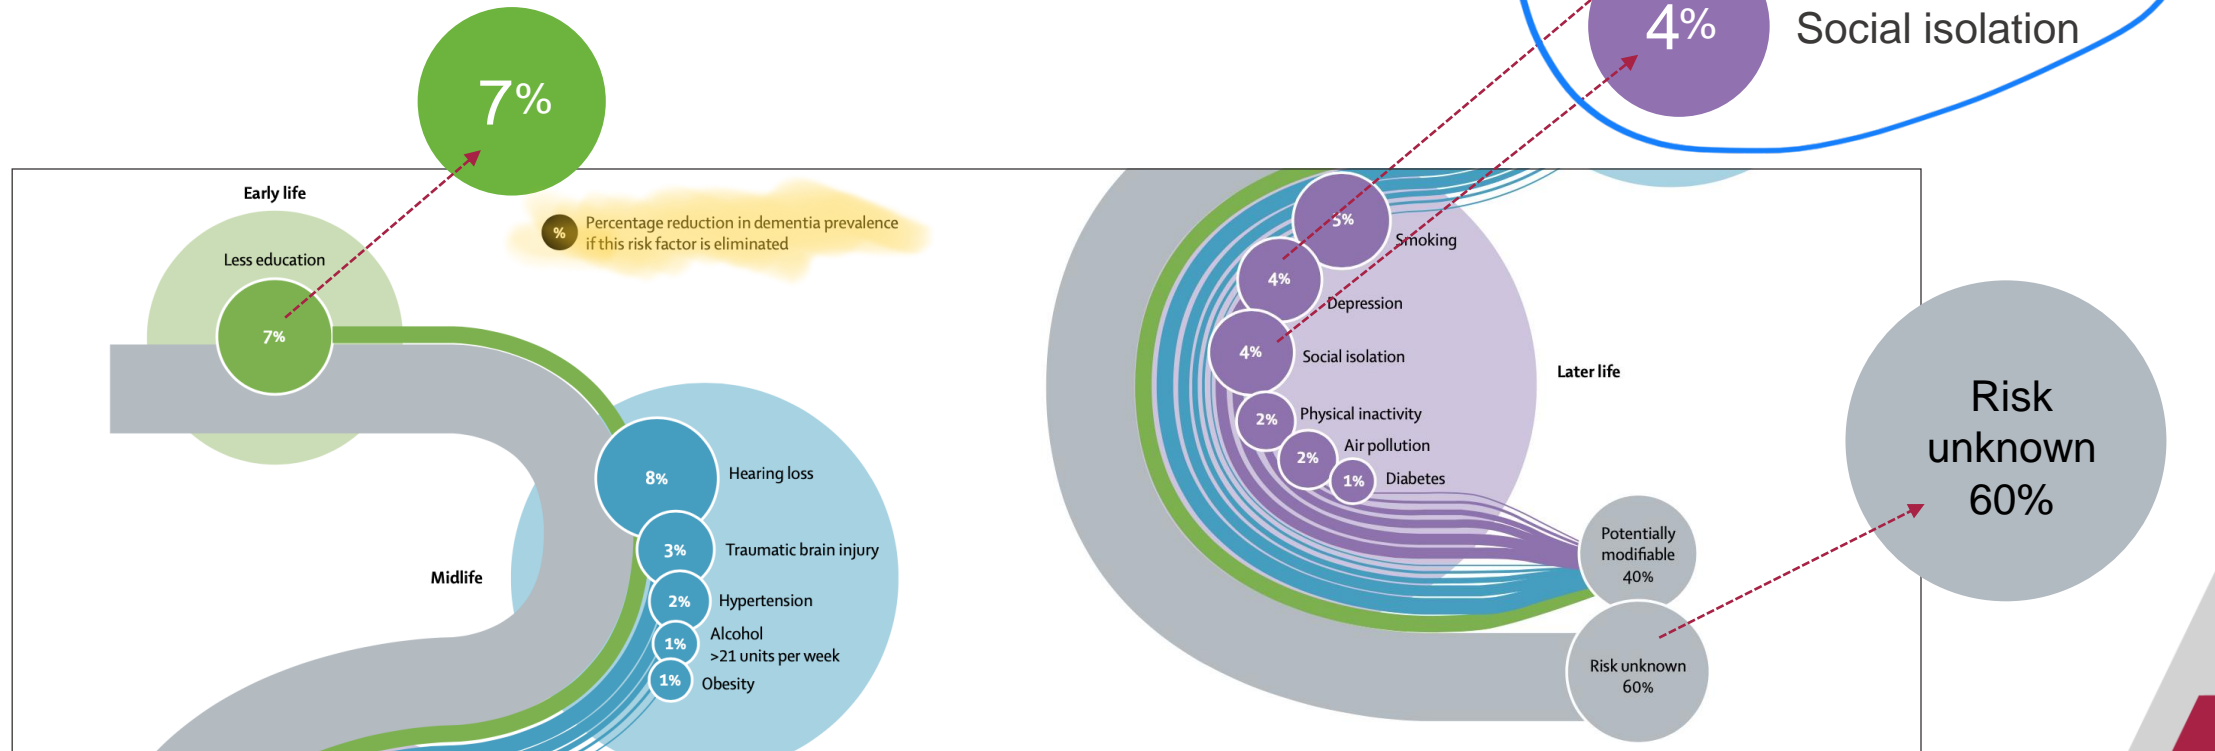 4%
Social isolation
7%
Early life
Less education
7%
%
Percentage reduction in dementia prevalence
if this risk factor is eliminated
Midlife
8%
Hearing loss
3%
Traumatic brain injury
2%
Hypertension
1%
Alcohol
>21 units per week
1%
Obesity
5%
Smoking
4%
Depression
4%
Social isolation
2%
Physical inactivity
2%
Air pollution
1%
Diabetes
Later life
Potentially
modifiable
40%
Risk unknown
60%
Risk
unknown
60%